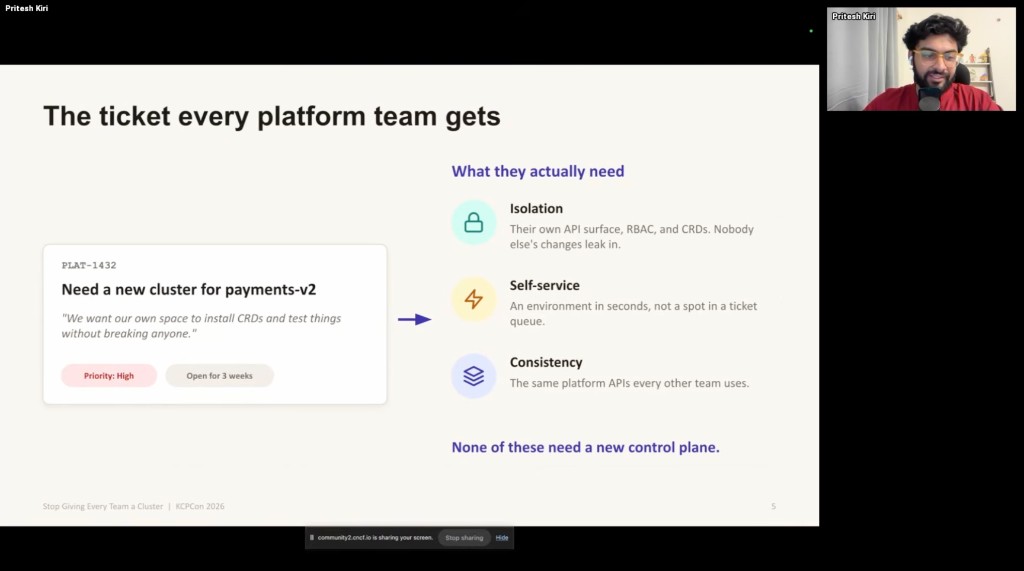 Pritesh Kiri
Pritesh Kiri
The ticket every platform team gets
PLAT-1432
Need a new cluster for payments-v2
"We want our own space to install CRDs and test things
without breaking anyone."
Priority: High
Open for 3 weeks
What they actually need
Isolation
Their own API surface, RBAC, and CRDs. Nobody
else's changes leak in.
Self-service
An environment in seconds, not a spot in a ticket
queue.
Consistency
The same platform APIs every other team uses.
None of these need a new control plane.
Stop Giving Every Team a Cluster | KCPCon 2026
5
community2.cncf.io is sharing your screen.
Stop sharing
Hide